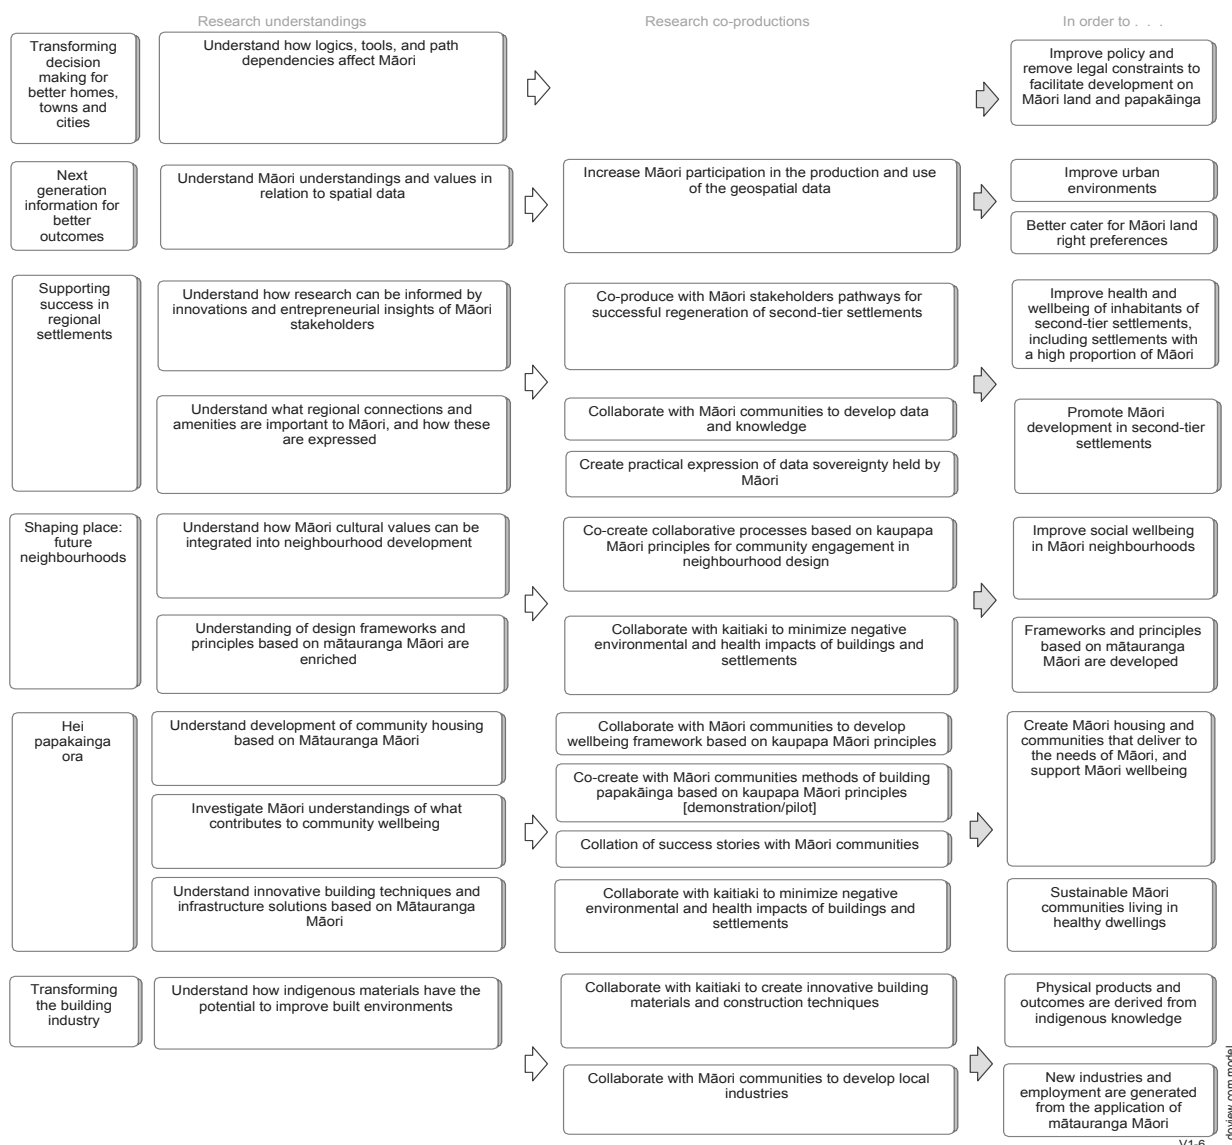 Research understandings
Research co-productions
In order to . . .
Transforming
decision
making for
better homes,
towns and
cities
Understand how logics, tools, and path
dependencies affect Māori
Improve policy and
remove legal constraints to
facilitate development on
Māori land and papakāinga
Next
generation
information for
better
outcomes
Understand Māori understandings and values in
relation to spatial data
Increase Māori participation in the production and use
of the geospatial data
Improve urban
environments
Better cater for Māori land
right preferences
Supporting
success in
regional
settlements
Understand how research can be informed by
innovations and entrepreneurial insights of Māori
stakeholders
Understand what regional connections and
amenities are important to Māori, and how these
are expressed
Co-produce with Māori stakeholders pathways for
successful regeneration of second-tier settlements
Collaborate with Māori communities to develop data
and knowledge
Create practical expression of data sovereignty held by
Māori
Improve health and
wellbeing of inhabitants of
second-tier settlements,
including settlements with
a high proportion of Māori
Promote Māori
development in second-tier
settlements
Shaping place:
future
neighbourhoods
Understand how Māori cultural values can be
integrated into neighbourhood development
Understanding of design frameworks and
principles based on mātauranga Māori are
enriched
Co-create collaborative processes based on kaupapa
Māori principles for community engagement in
neighbourhood design
Collaborate with kaitiaki to minimize negative
environmental and health impacts of buildings and
settlements
Improve social wellbeing
in Māori neighbourhoods
Frameworks and principles
based on mātauranga
Māori are developed
Hei
papakainga
ora
Understand development of community housing
based on Mātauranga Māori
Investigate Māori understandings of what
contributes to community wellbeing
Understand innovative building techniques and
infrastructure solutions based on Mātauranga
Māori
Collaborate with Māori communities to develop
wellbeing framework based on kaupapa Māori principles
Co-create with Māori communities methods of building
papakāinga based on kaupapa Māori principles
[demonstration/pilot]
Collation of success stories with Māori communities
Collaborate with kaitiaki to minimize negative
environmental and health impacts of buildings and
settlements
Create Māori housing and
communities that deliver to
the needs of Māori, and
support Māori wellbeing
Sustainable Māori
communities living in
healthy dwellings
Transforming
the building
industry
Understand how indigenous materials have the
potential to improve built environments
Collaborate with kaitiaki to create innovative building
materials and construction techniques
Collaborate with Māori communities to develop local
industries
Physical products and
outcomes are derived from
indigenous knowledge
New industries and
employment are generated
from the application of
mātauranga Māori
V1-6
doview.com model